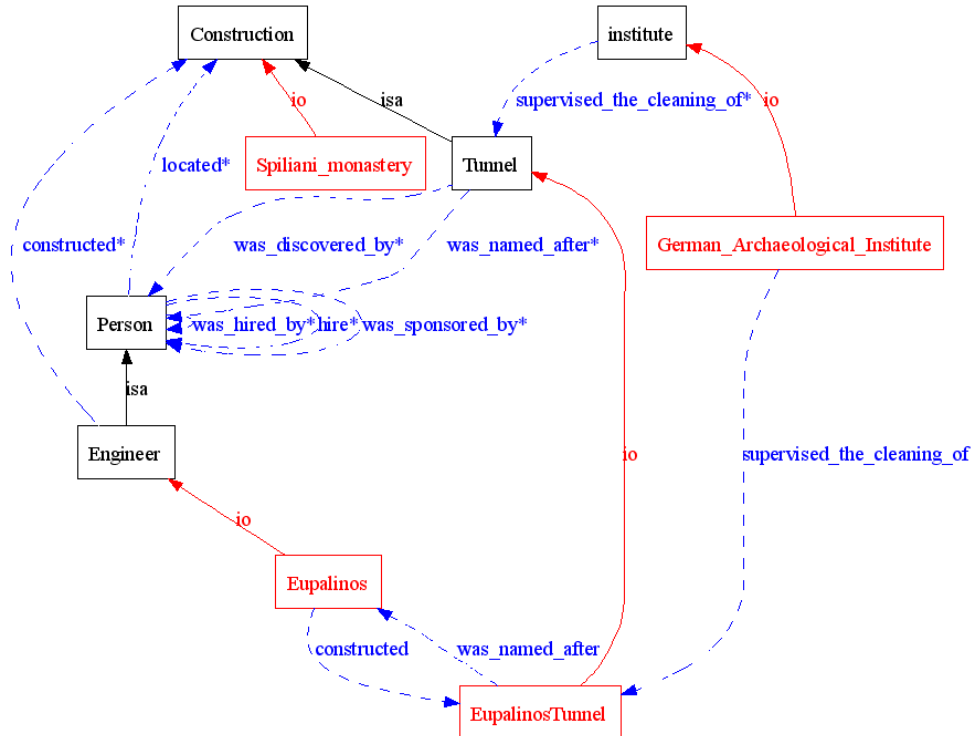 Construction
institute
io
isa
supervised_the_cleaning_of*
io
located*
Spiliani_monastery
Tunnel
constructed*
was_discovered_by*
was_named_after*
German_Archaeological_Institute
Person
was_hired_by*
hire*
was_sponsored_by*
isa
Engineer
io
supervised_the_cleaning_of
io
Eupalinos
constructed
was_named_after
EupalinosTunnel